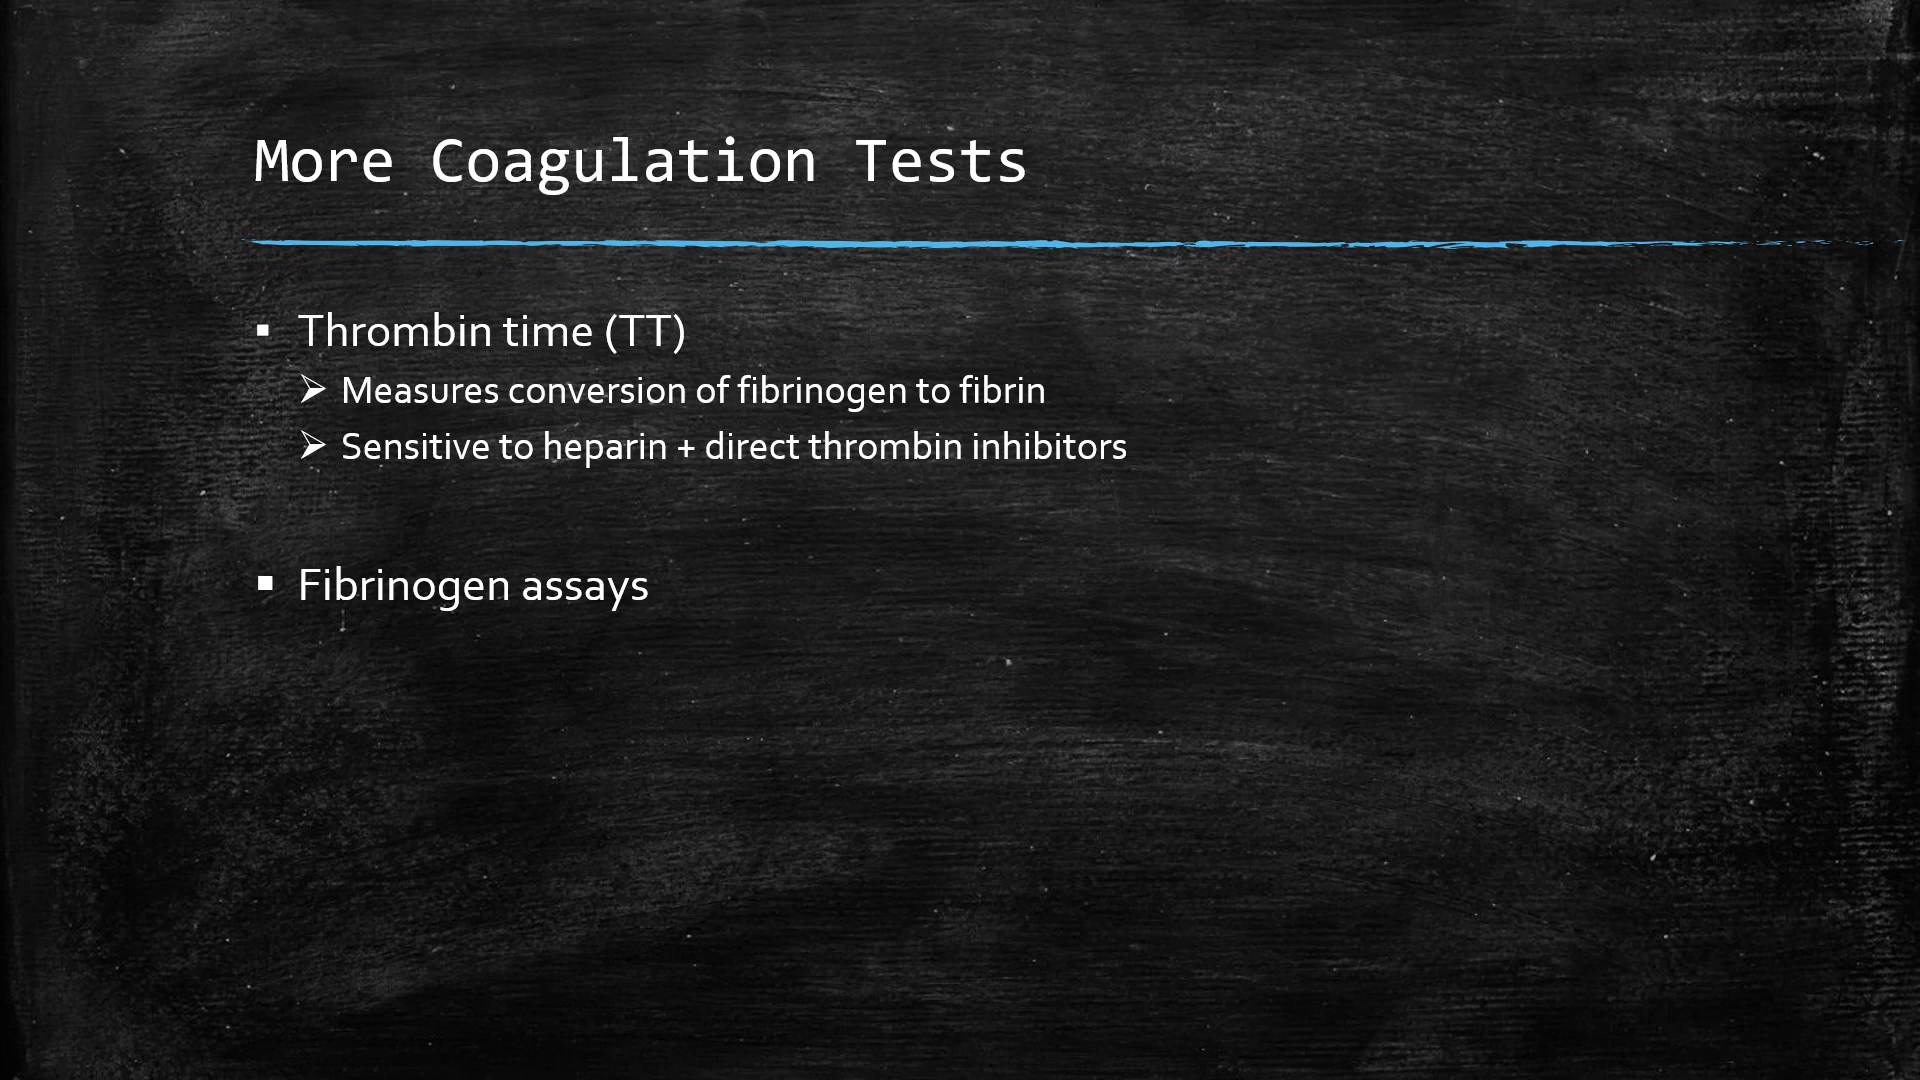 More Coagulation Tests
▪ Thrombin time (TT)
➢ Measures conversion of fibrinogen to fibrin
➢ Sensitive to heparin + direct thrombin inhibitors
▪ Fibrinogen assays